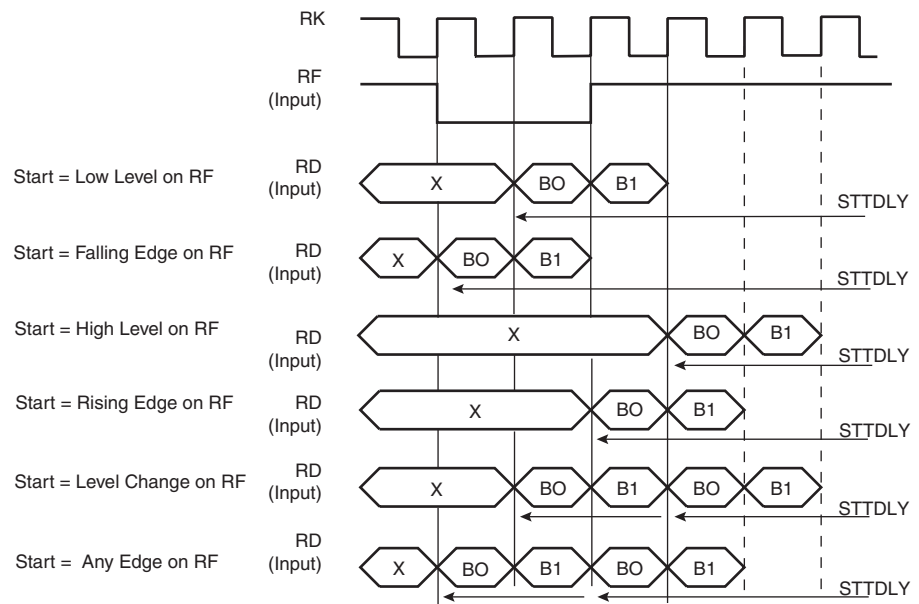 RK
RF
(Input)
Start = Low Level on RF
RD
(Input)
X
BO
B1
STTDLY
Start = Falling Edge on RF
RD
(Input)
X
BO
B1
STTDLY
Start = High Level on RF
RD
(Input)
X
BO
B1
STTDLY
Start = Rising Edge on RF
RD
(Input)
X
BO
B1
STTDLY
Start = Level Change on RF
RD
(Input)
X
BO
B1
BO
B1
STTDLY
Start = Any Edge on RF
RD
(Input)
X
BO
B1
BO
B1
STTDLY